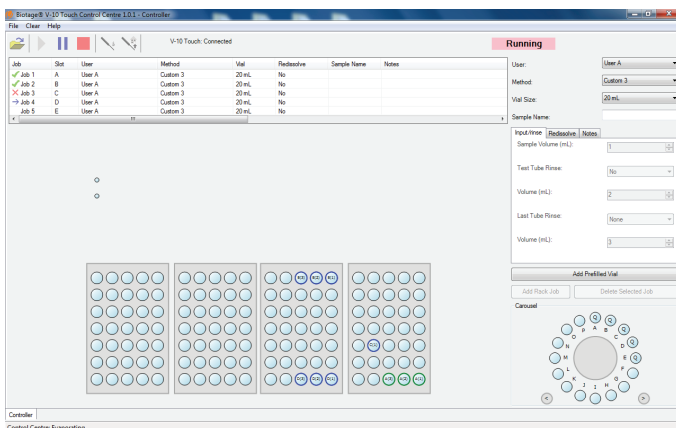 Biotage® V-10 Touch Control Centre 1.0.1 - Controller
File Clear Help
V-10 Touch: Connected
Running
Job Slot User Method Vial Redissolve Sample Name Notes
Job 1 A User A Custom 3 20 mL No
Job 2 B User A Custom 3 20 mL No
Job 3 C User A Custom 3 20 mL No
Job 4 D User A Custom 3 20 mL No
Job 5 E User A Custom 3 20 mL No
User: User A
Method: Custom 3
Vial Size: 20 mL
Sample Name:
Input/rinse Redissolve Notes
Sample Volume (mL): 1
Test Tube Rinse: No
Volume (mL): 2
Last Tube Rinse: None
Volume (mL): 3
Add Prefilled Vial
Add Rack Job Delete Selected Job
Carousel
Q Q Q Q Q
A B C D E F G H I J K L M N O P
< >
C(1)
A(3) A(2) A(1)
Controller
Control Centre: Evaporating